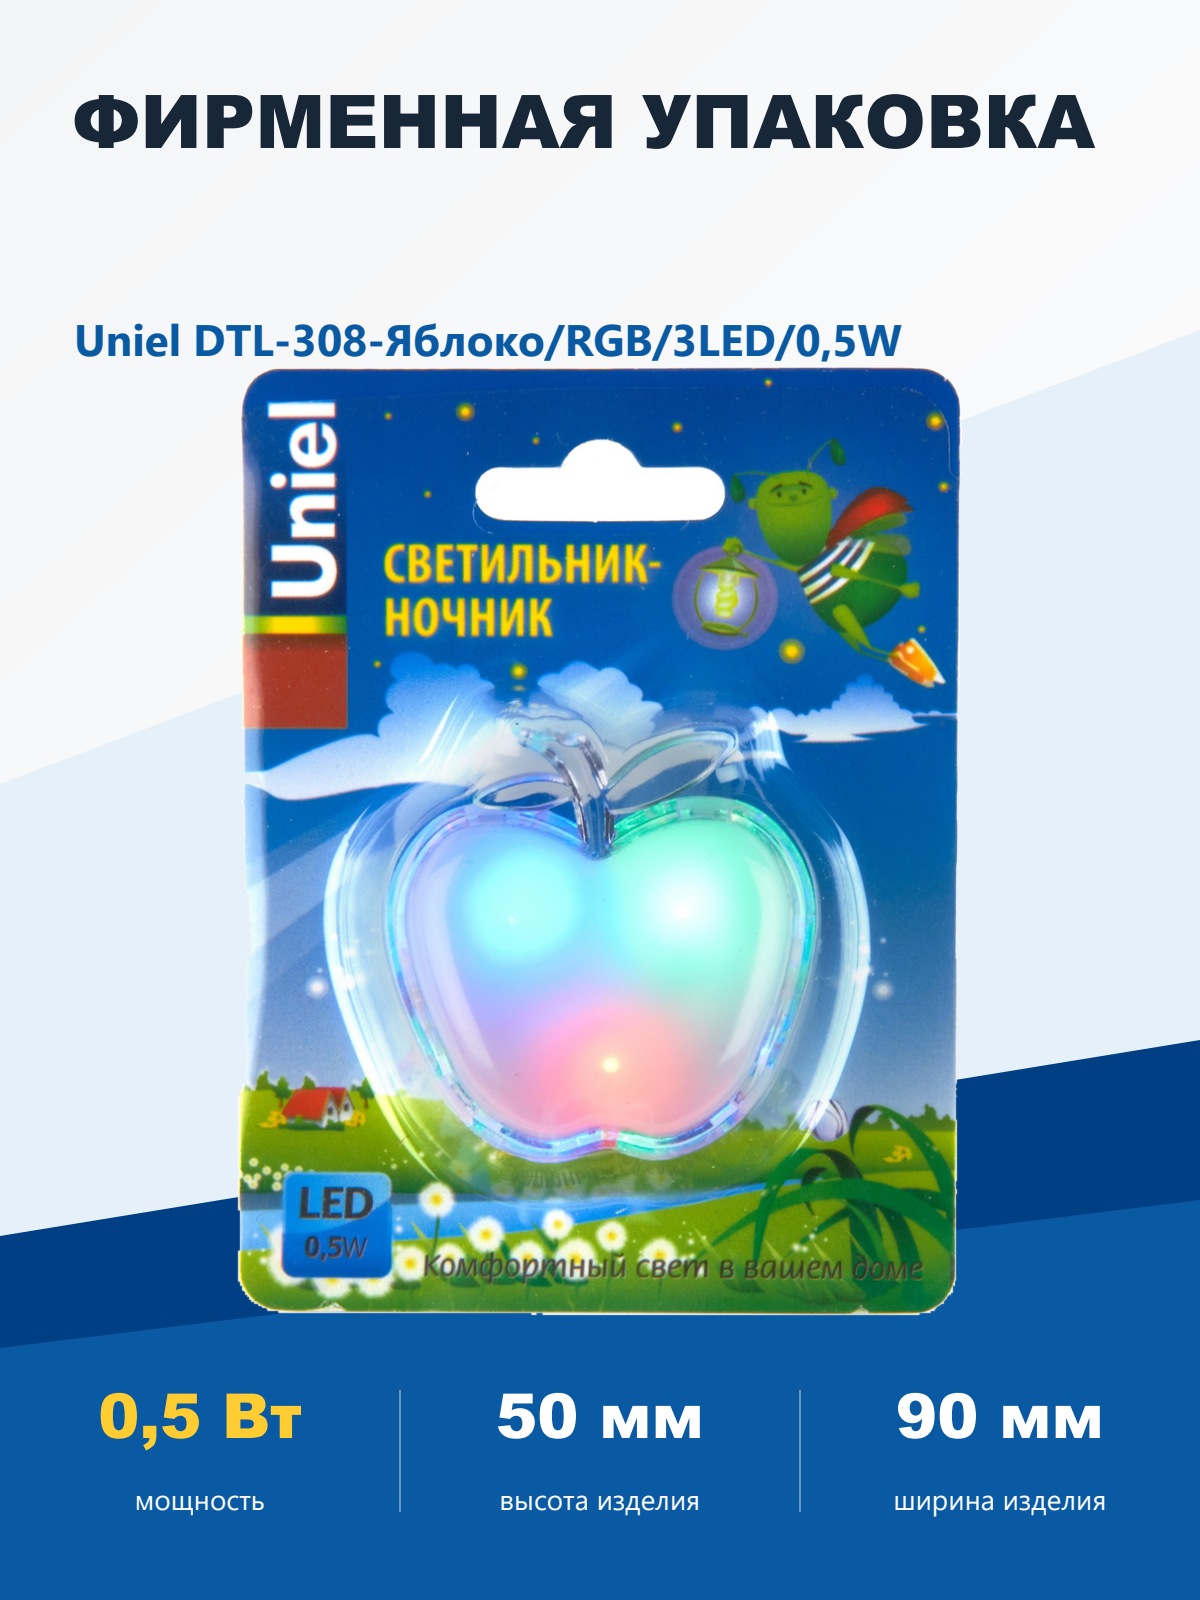 ФИРМЕННАЯ УПАКОВКА
Uniel DTL-308-Яблоко/RGB/3LED/0,5W
Uniel
СВЕТИЛЬНИК-
НОЧНИК
LED
0,5W
Комфортный свет в вашем доме
0,5 Вт
мощность
50 мм
высота изделия
90 мм
ширина изделия